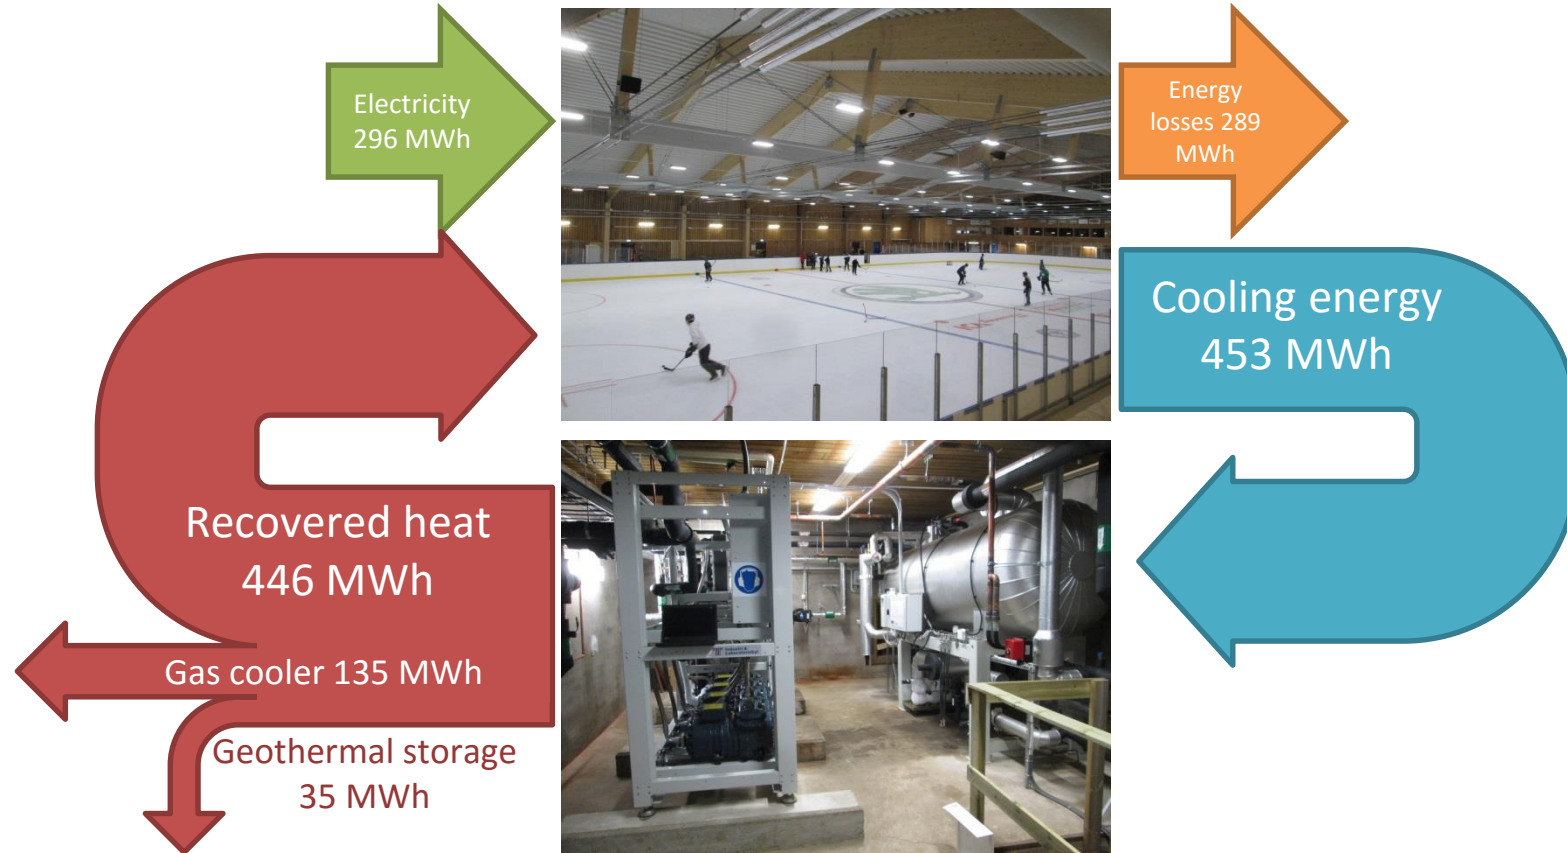 Electricity
296 MWh
Energy
losses 289
MWh
Cooling energy
453 MWh
Recovered heat
446 MWh
Gas cooler 135 MWh
Geothermal storage
35 MWh